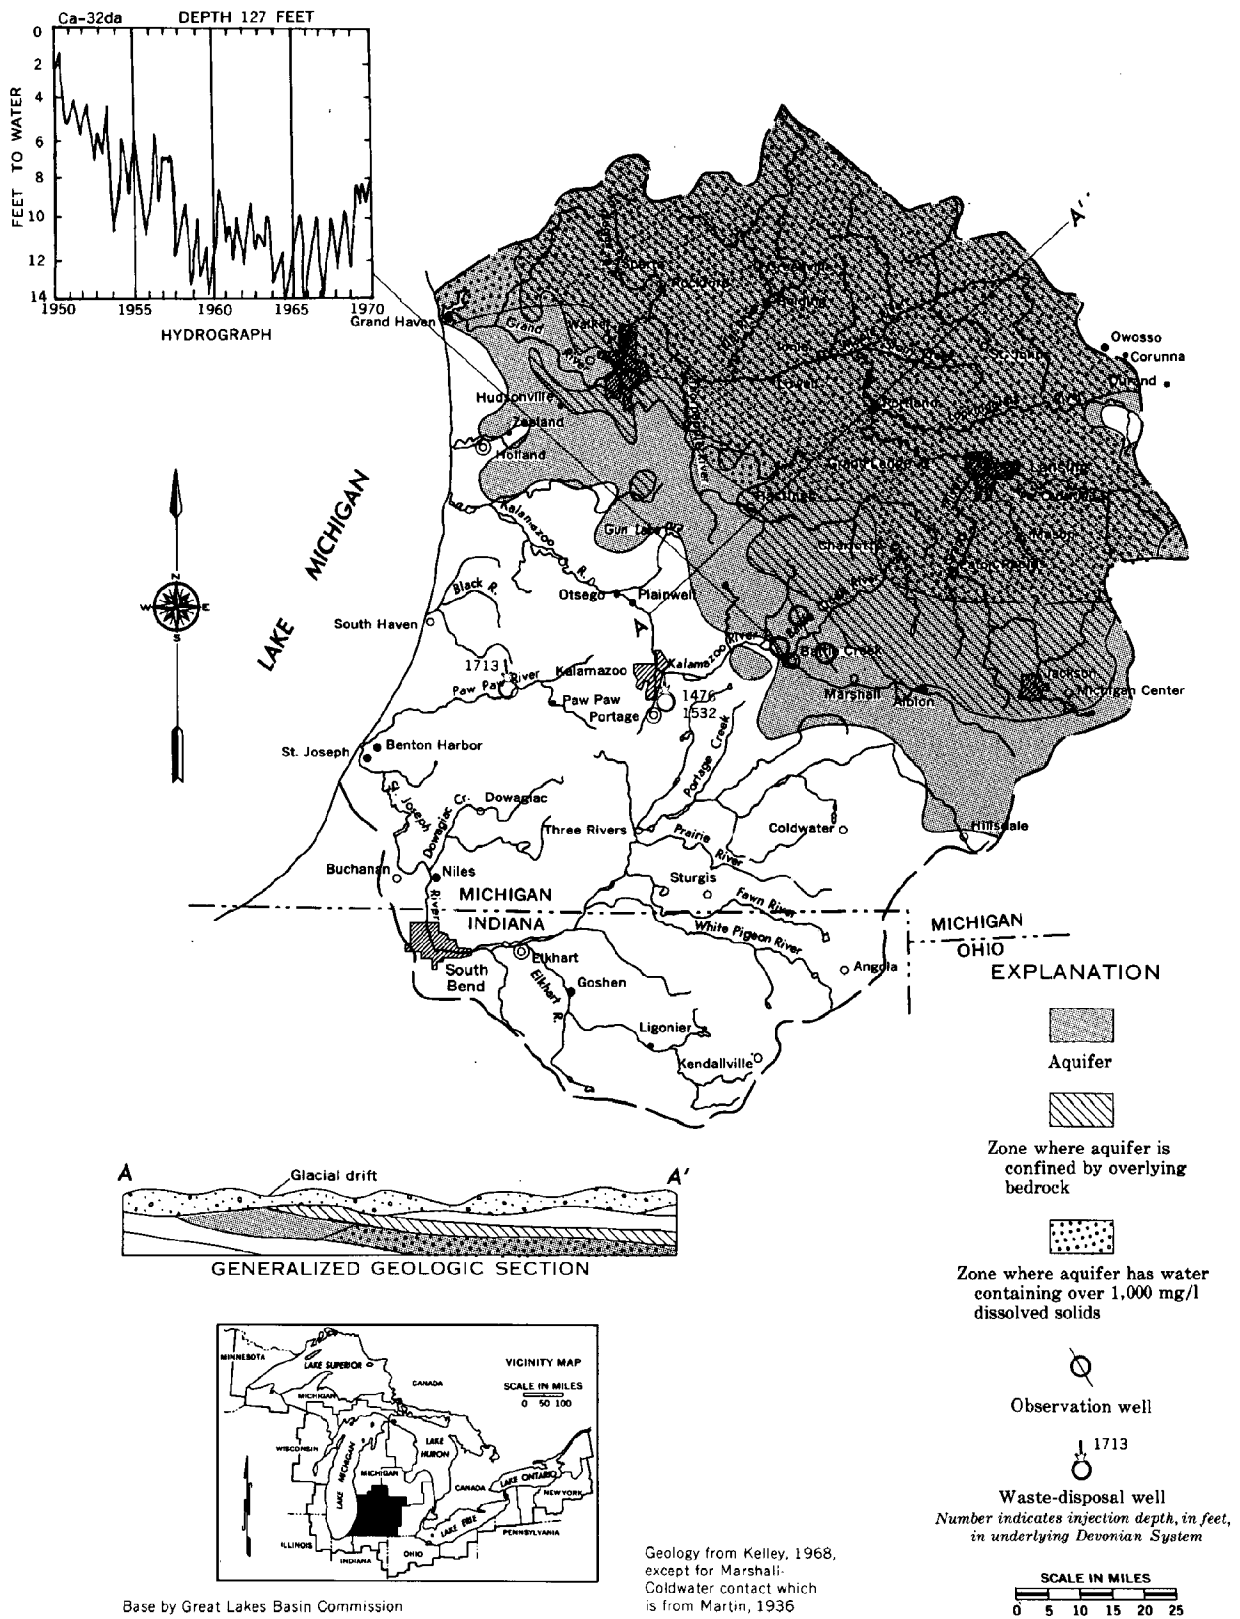 Ca-32da DEPTH 127 FEET
0
2
4
6
8
10
12
14
FEET TO WATER
1950 1955 1960 1965 1970
HYDROGRAPH
A''
Grand Haven
Grand
Walker
Rockford
Belding
Owosso
Corunna
Durand
Hudsonville
Zeeland
Holland
Lowell
Portland
Grand Ledge
Lansing
Hastings
Charlotte
Mason
Eaton Rapids
LAKE MICHIGAN
N
W E
S
Kalamazoo R.
Gun Lake
Otsego
Plainwell
A
Black R.
South Haven
1713
Paw Paw River
Kalamazoo
Kalamazoo River
Battle Creek River
Battle Creek
Paw Paw
Portage
1476
1532
Marshall
Albion
Jackson
Michigan Center
St. Joseph
Benton Harbor
Portage Creek
St. Joseph
River
Dowagiac Cr.
Dowagiac
Three Rivers
Prairie River
Coldwater
Hillsdale
Buchanan
Niles
Sturgis
Fawn River
White Pigeon River
MICHIGAN
INDIANA
MICHIGAN
OHIO
South Bend
Elkhart
Elkhart R.
Goshen
Angola
Ligonier
Kendallville
EXPLANATION
Aquifer
Zone where aquifer is
confined by overlying
bedrock
Zone where aquifer has water
containing over 1,000 mg/l
dissolved solids
Observation well
1713
Waste-disposal well
Number indicates injection depth, in feet,
in underlying Devonian System
SCALE IN MILES
0 5 10 15 20 25
A A'
Glacial drift
GENERALIZED GEOLOGIC SECTION
VICINITY MAP
SCALE IN MILES
0 50 100
MINNESOTA
LAKE SUPERIOR
CANADA
MICHIGAN
WISCONSIN
LAKE MICHIGAN
LAKE HURON
MICHIGAN
CANADA
LAKE ONTARIO
NEW YORK
LAKE ERIE
PENNSYLVANIA
ILLINOIS
INDIANA
OHIO
Geology from Kelley, 1968,
except for Marshall-
Coldwater contact which
is from Martin, 1936
Base by Great Lakes Basin Commission